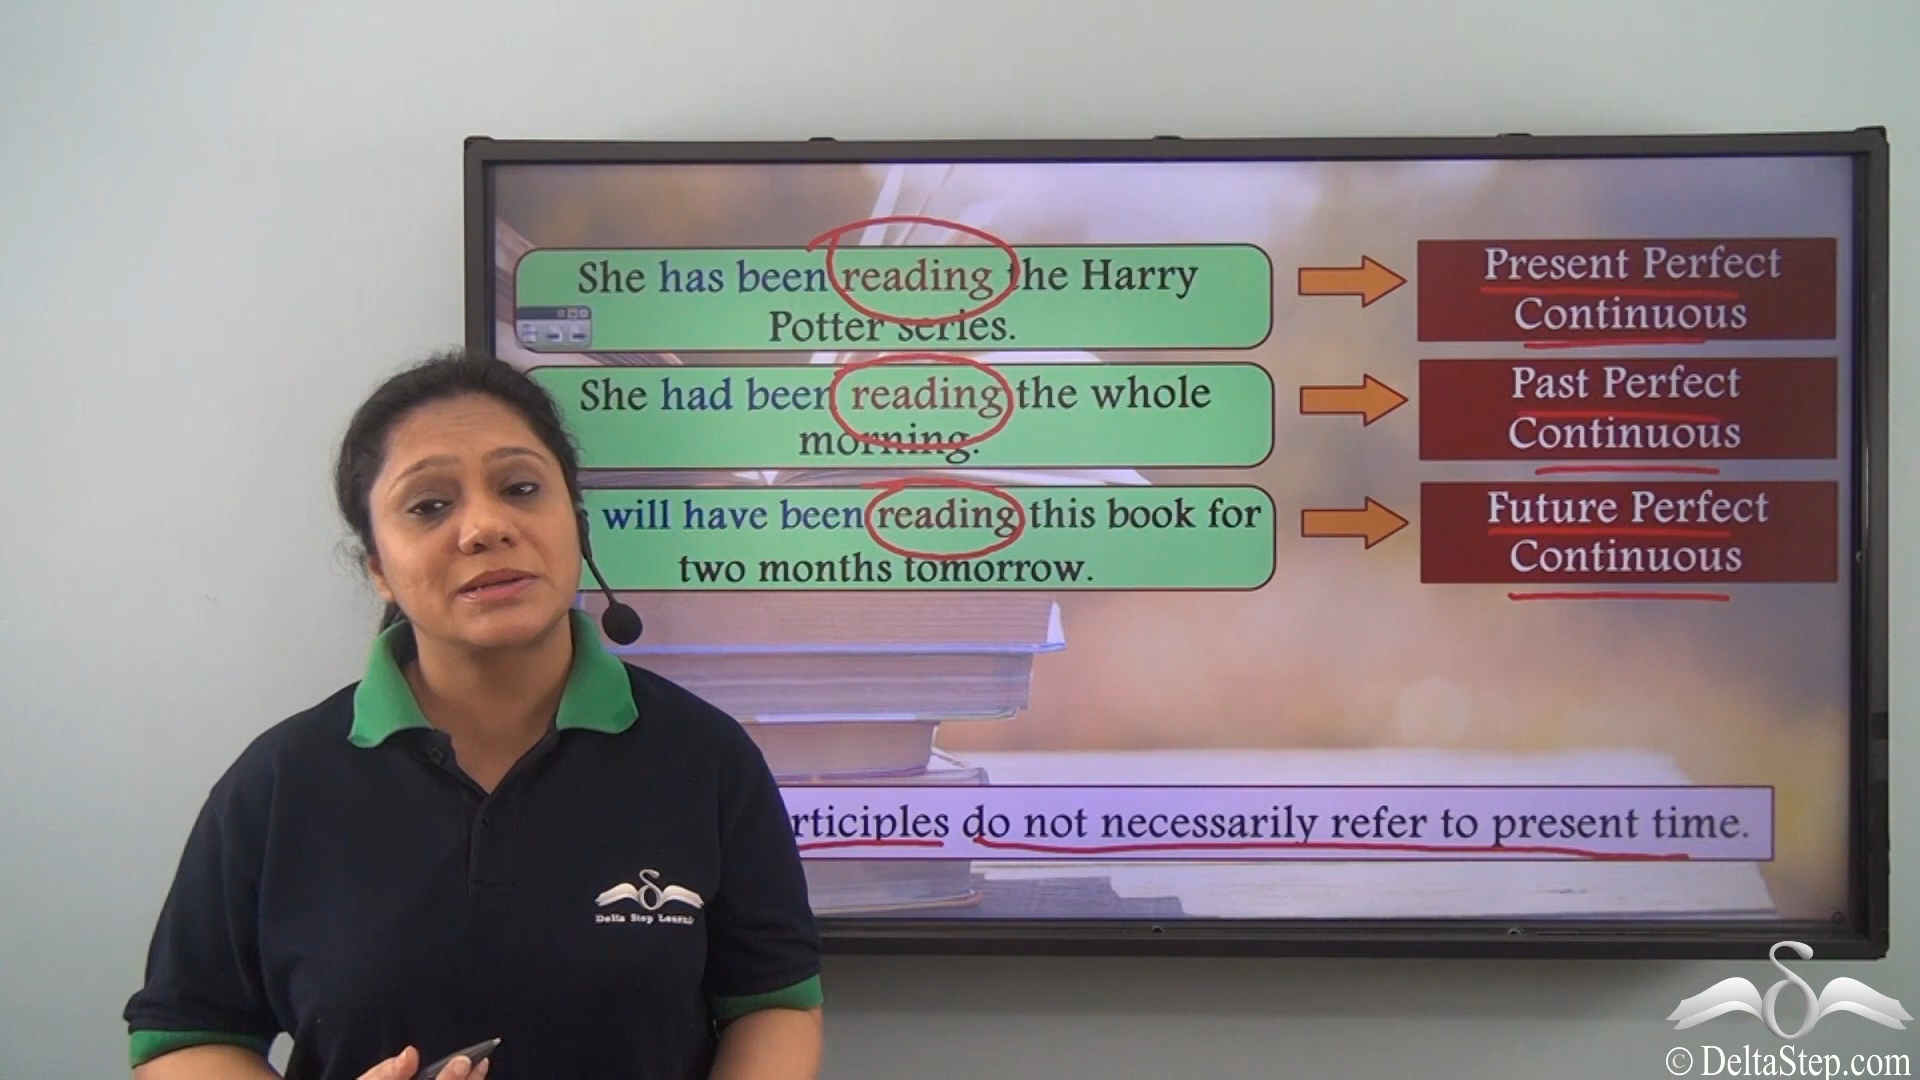 She has been reading the Harry
Potter series.
Present Perfect
Continuous
She had been reading the whole
morning.
Past Perfect
Continuous
will have been reading this book for
two months tomorrow.
Future Perfect
Continuous
rticiples do not necessarily refer to present time.
Delta Step
© DeltaStep.com